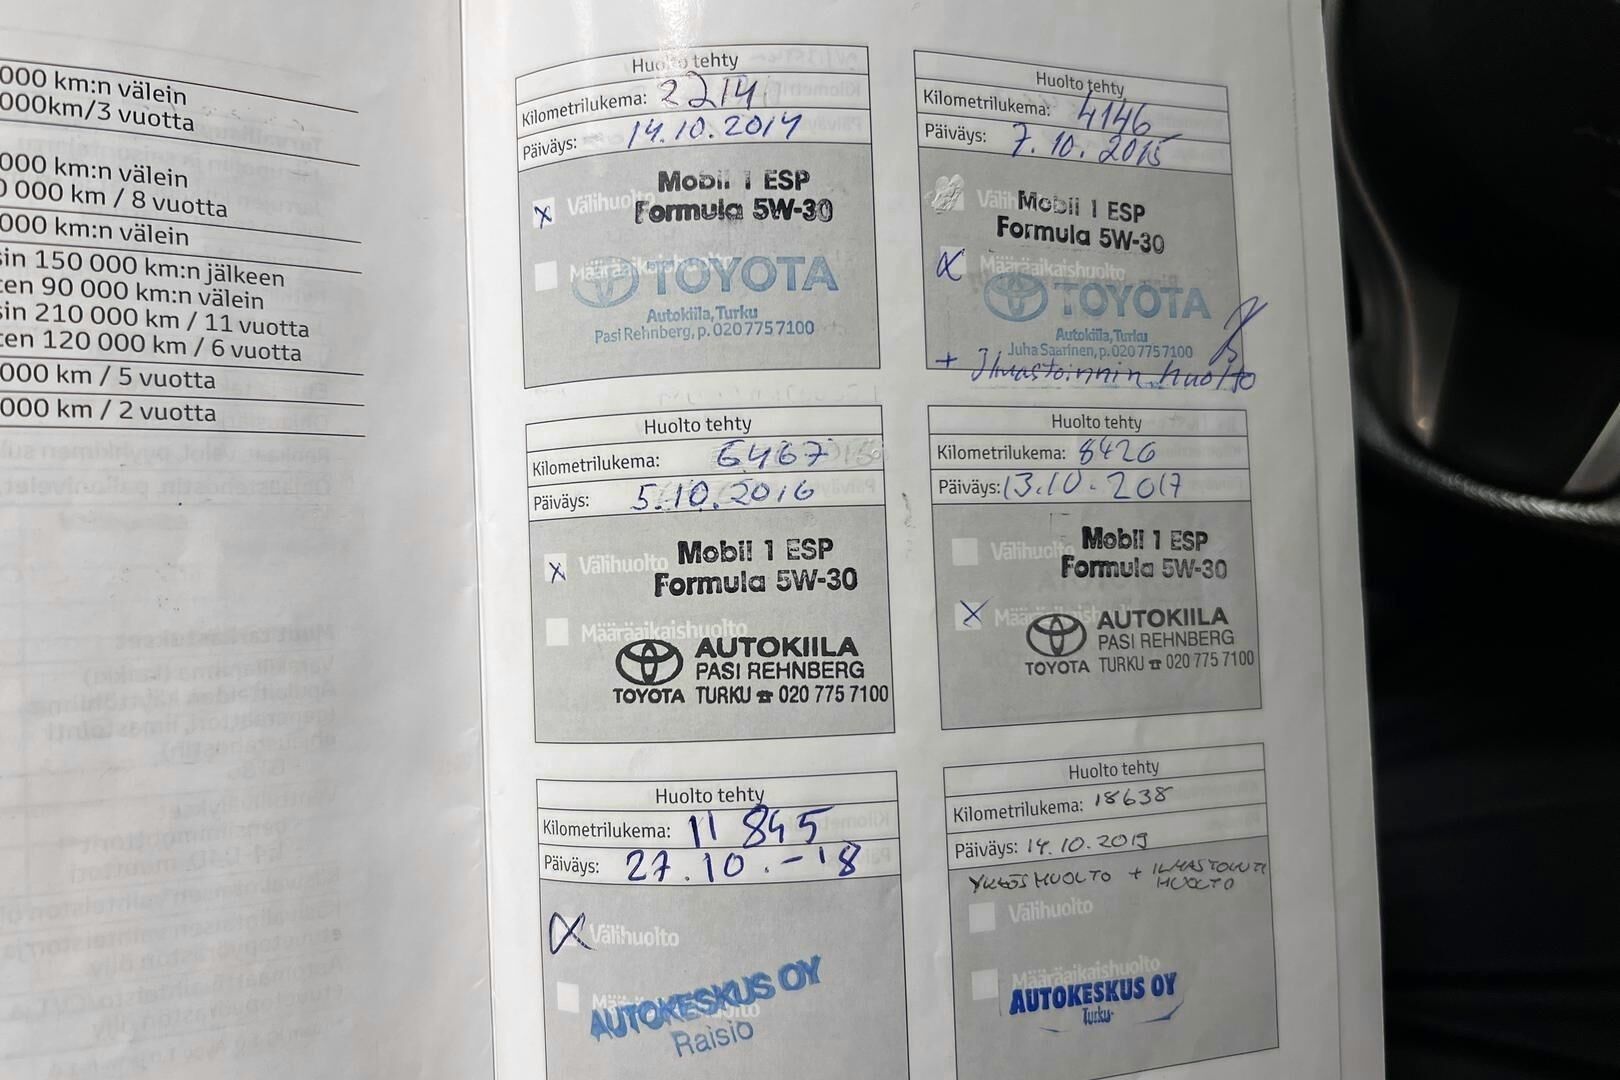 000 km:n välein
000km/3 vuotta
000 km:n välein
0 000 km / 8 vuotta
000 km:n välein
sin 150 000 km:n jälkeen
ten 90 000 km:n välein
sin 210 000 km / 11 vuotta
ten 120 000 km / 6 vuotta
000 km / 5 vuotta
000 km / 2 vuotta
Huolto tehty
Kilometrilukema: 2214
Päiväys: 14.10.2014
Mobil 1 ESP
x Välihuolto Formula 5W-30
Määräaikaishuolto TOYOTA
Autokiila, Turku
Pasi Rehnberg, p. 020 775 7100
Huolto tehty
Kilometrilukema: 4146
Päiväys: 7.10.2015
Välih Mobil 1 ESP
Formula 5W-30
x Määräaikaishuolto
TOYOTA
Autokiila, Turku
Juha Saarinen, p. 020 775 7100
+ Ilmastoinnin huolto
Huolto tehty
Kilometrilukema: 6467
Päiväys: 5.10.2016
Mobil 1 ESP
x Välihuolto Formula 5W-30
Määräaikaishuolto
AUTOKIILA
PASI REHNBERG
TOYOTA TURKU ☎ 020 775 7100
Huolto tehty
Kilometrilukema: 8426
Päiväys: 13.10.2017
Välihuolto Mobil 1 ESP
Formula 5W-30
x Määräaikaishuolto
AUTOKIILA
PASI REHNBERG
TOYOTA TURKU ☎ 020 775 7100
Huolto tehty
Kilometrilukema: 11 845
Päiväys: 27.10.-18
x Välihuolto
AUTOKESKUS OY
Raisio
Huolto tehty
Kilometrilukema: 18638
Päiväys: 14.10.2019
YKKÖSHUOLTO + ILMASTOINTI
HUOLTO
Välihuolto
Määräaikaishuolto
AUTOKESKUS OY
Turku